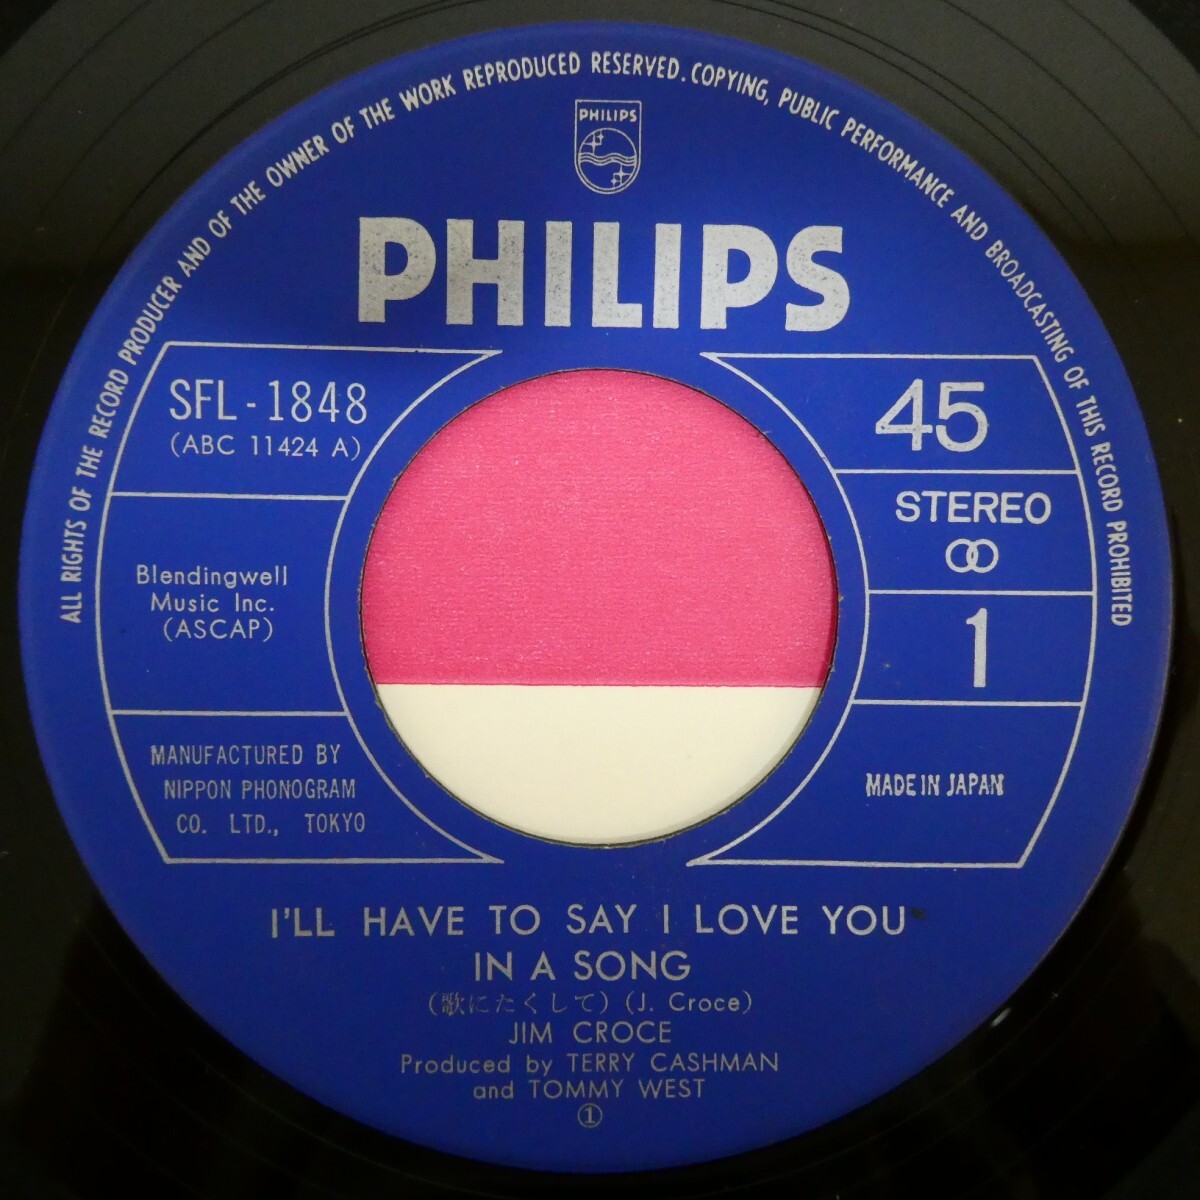 ALL RIGHTS OF THE RECORD PRODUCER AND OF THE OWNER OF THE WORK REPRODUCED RESERVED. COPYING, PUBLIC PERFORMANCE AND BROADCASTING OF THIS RECORD PROHIBITED
PHILIPS
PHILIPS
SFL-1848
(ABC 11424 A)
Blendingwell
Music Inc.
(ASCAP)
MANUFACTURED BY
NIPPON PHONOGRAM
CO. LTD., TOKYO
45
STEREO
1
MADE IN JAPAN
I'LL HAVE TO SAY I LOVE YOU
IN A SONG
(歌にたくして) (J. Croce)
JIM CROCE
Produced by TERRY CASHMAN
and TOMMY WEST
①